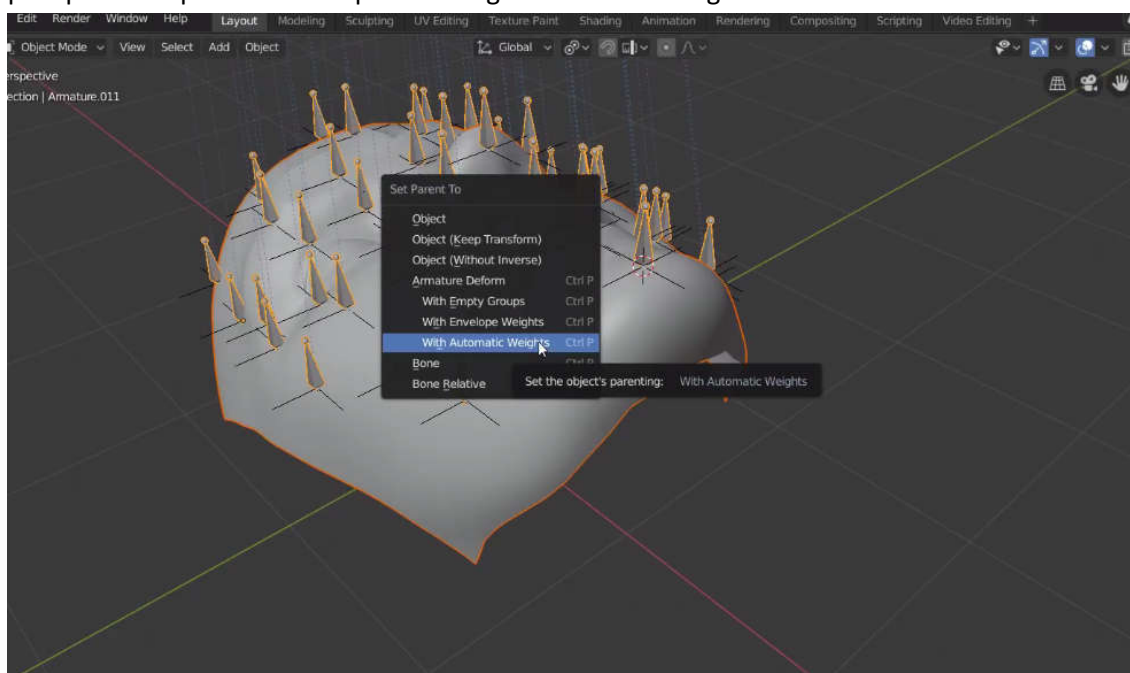 Edit Render Window Help Layout Modeling Sculpting UV Editing Texture Paint Shading Animation Rendering Compositing Scripting Video Editing +
Object Mode View Select Add Object Global
erspective
ection | Armature.011
Set Parent To
Object
Object (Keep Transform)
Object (Without Inverse)
Armature Deform Ctrl P
With Empty Groups Ctrl P
With Envelope Weights Ctrl P
With Automatic Weights Ctrl P
Bone Ctrl P
Bone Relative
Set the object's parenting: With Automatic Weights